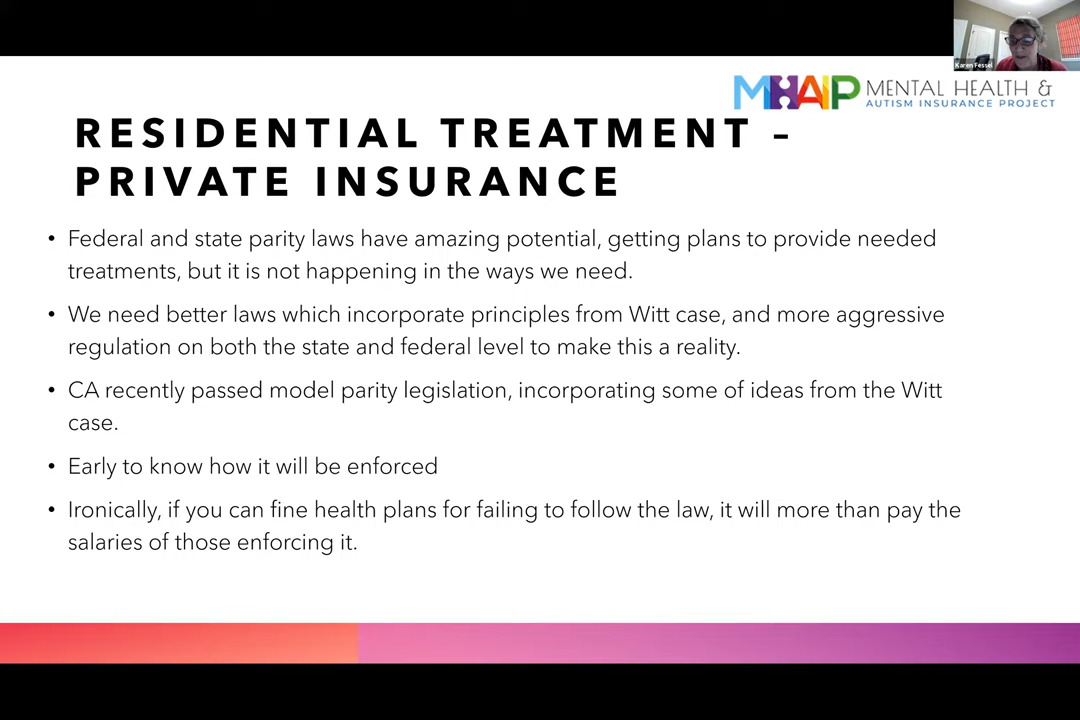 Karen Fessel
MHAIP MENTAL HEALTH &
AUTISM INSURANCE PROJECT
RESIDENTIAL TREATMENT –
PRIVATE INSURANCE
• Federal and state parity laws have amazing potential, getting plans to provide needed
treatments, but it is not happening in the ways we need.
• We need better laws which incorporate principles from Witt case, and more aggressive
regulation on both the state and federal level to make this a reality.
• CA recently passed model parity legislation, incorporating some of ideas from the Witt
case.
• Early to know how it will be enforced
• Ironically, if you can fine health plans for failing to follow the law, it will more than pay the
salaries of those enforcing it.